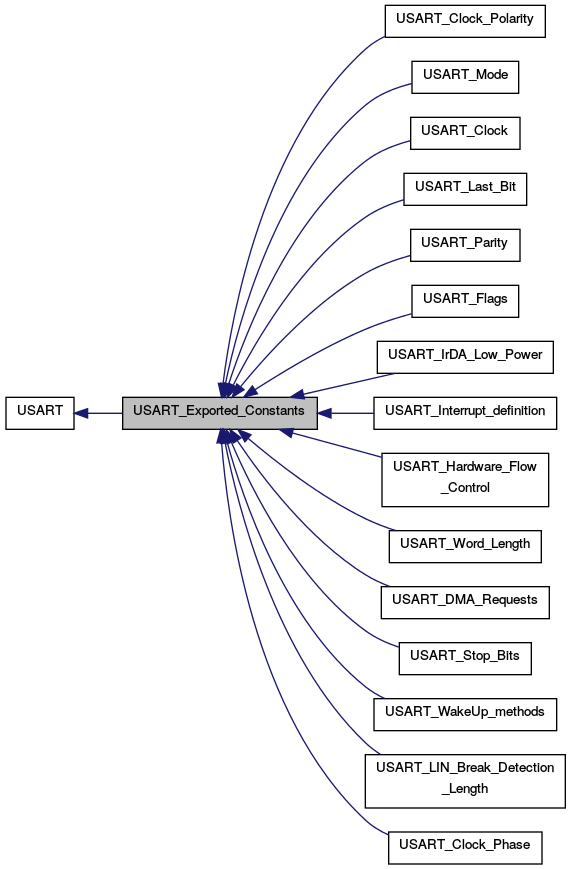 USART_Clock_Polarity
USART_Mode
USART_Clock
USART_Last_Bit
USART_Parity
USART_Flags
USART_IrDA_Low_Power
USART
USART_Exported_Constants
USART_Interrupt_definition
USART_Hardware_Flow
_Control
USART_Word_Length
USART_DMA_Requests
USART_Stop_Bits
USART_WakeUp_methods
USART_LIN_Break_Detection
_Length
USART_Clock_Phase